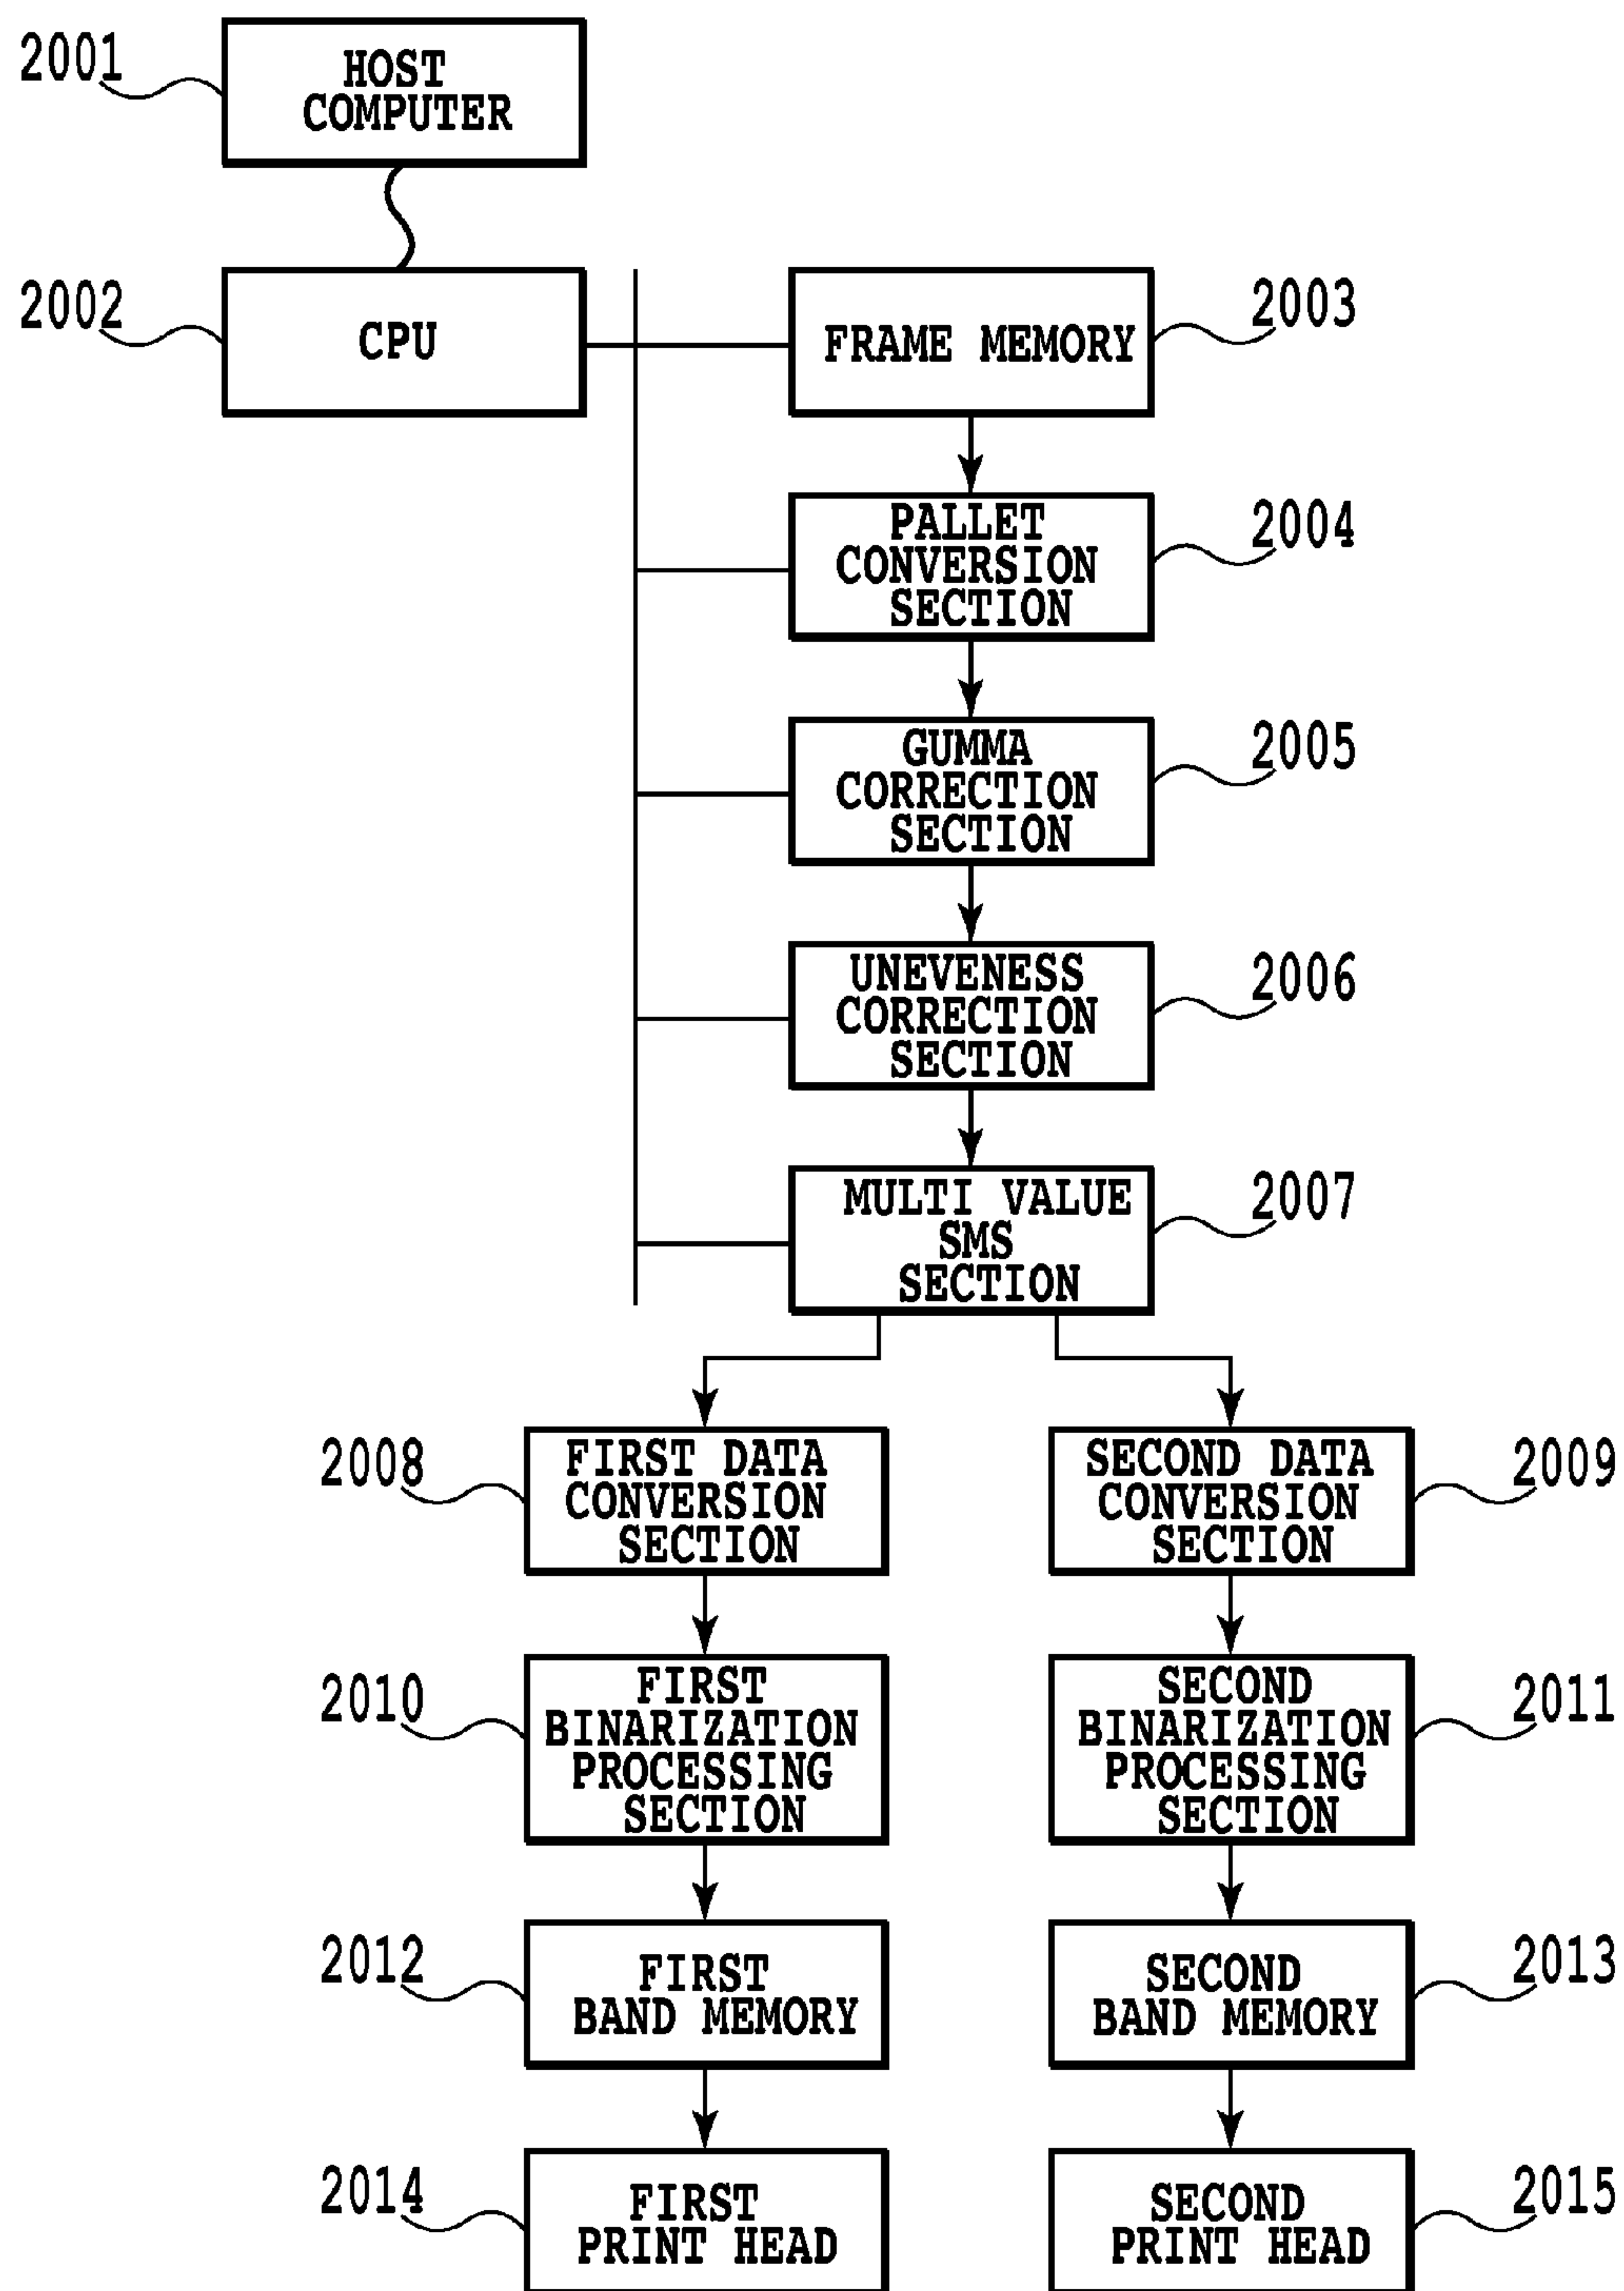 2001
HOST
COMPUTER
2002
CPU
FRAME MEMORY
2003
PALLET
CONVERSION
SECTION
2004
GUMMA
CORRECTION
SECTION
2005
UNEVENESS
CORRECTION
SECTION
2006
MULTI VALUE
SMS
SECTION
2007
2008
FIRST DATA
CONVERSION
SECTION
SECOND DATA
CONVERSION
SECTION
2009
2010
FIRST
BINARIZATION
PROCESSING
SECTION
SECOND
BINARIZATION
PROCESSING
SECTION
2011
2012
FIRST
BAND MEMORY
SECOND
BAND MEMORY
2013
2014
FIRST
PRINT HEAD
SECOND
PRINT HEAD
2015